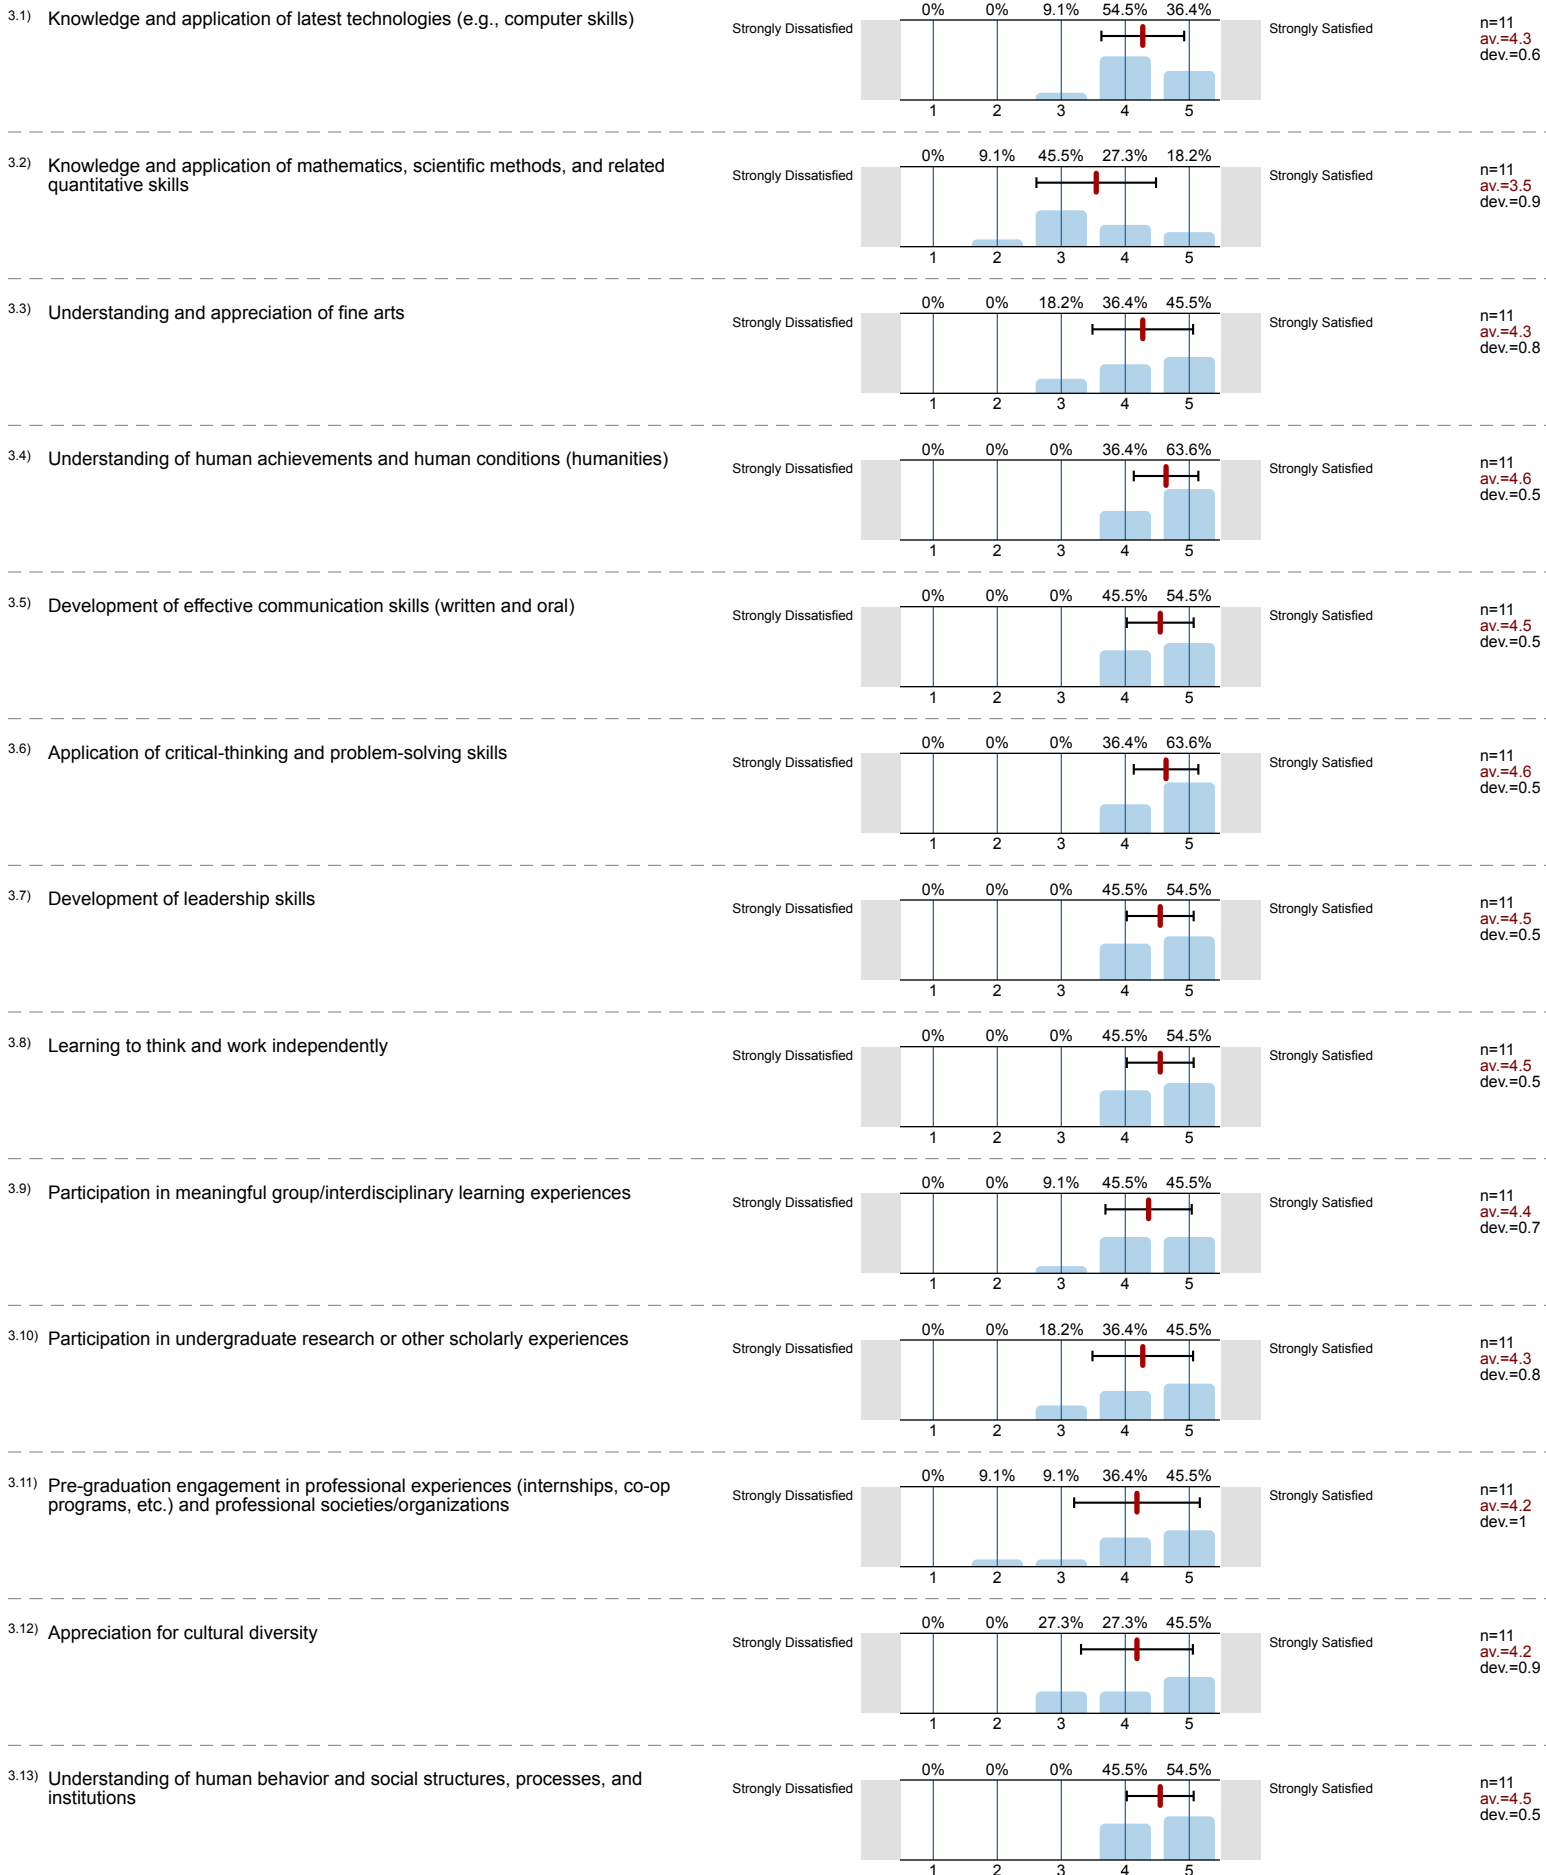 3.1) Knowledge and application of latest technologies (e.g., computer skills)
0% 0% 9.1% 54.5% 36.4%
Strongly Dissatisfied Strongly Satisfied
n=11
av.=4.3
dev.=0.6
1 2 3 4 5
3.2) Knowledge and application of mathematics, scientific methods, and related
quantitative skills
0% 9.1% 45.5% 27.3% 18.2%
Strongly Dissatisfied Strongly Satisfied
n=11
av.=3.5
dev.=0.9
1 2 3 4 5
3.3) Understanding and appreciation of fine arts
0% 0% 18.2% 36.4% 45.5%
Strongly Dissatisfied Strongly Satisfied
n=11
av.=4.3
dev.=0.8
1 2 3 4 5
3.4) Understanding of human achievements and human conditions (humanities)
0% 0% 0% 36.4% 63.6%
Strongly Dissatisfied Strongly Satisfied
n=11
av.=4.6
dev.=0.5
1 2 3 4 5
3.5) Development of effective communication skills (written and oral)
0% 0% 0% 45.5% 54.5%
Strongly Dissatisfied Strongly Satisfied
n=11
av.=4.5
dev.=0.5
1 2 3 4 5
3.6) Application of critical-thinking and problem-solving skills
0% 0% 0% 36.4% 63.6%
Strongly Dissatisfied Strongly Satisfied
n=11
av.=4.6
dev.=0.5
1 2 3 4 5
3.7) Development of leadership skills
0% 0% 0% 45.5% 54.5%
Strongly Dissatisfied Strongly Satisfied
n=11
av.=4.5
dev.=0.5
1 2 3 4 5
3.8) Learning to think and work independently
0% 0% 0% 45.5% 54.5%
Strongly Dissatisfied Strongly Satisfied
n=11
av.=4.5
dev.=0.5
1 2 3 4 5
3.9) Participation in meaningful group/interdisciplinary learning experiences
0% 0% 9.1% 45.5% 45.5%
Strongly Dissatisfied Strongly Satisfied
n=11
av.=4.4
dev.=0.7
1 2 3 4 5
3.10) Participation in undergraduate research or other scholarly experiences
0% 0% 18.2% 36.4% 45.5%
Strongly Dissatisfied Strongly Satisfied
n=11
av.=4.3
dev.=0.8
1 2 3 4 5
3.11) Pre-graduation engagement in professional experiences (internships, co-op
programs, etc.) and professional societies/organizations
0% 9.1% 9.1% 36.4% 45.5%
Strongly Dissatisfied Strongly Satisfied
n=11
av.=4.2
dev.=1
1 2 3 4 5
3.12) Appreciation for cultural diversity
0% 0% 27.3% 27.3% 45.5%
Strongly Dissatisfied Strongly Satisfied
n=11
av.=4.2
dev.=0.9
1 2 3 4 5
3.13) Understanding of human behavior and social structures, processes, and
institutions
0% 0% 0% 45.5% 54.5%
Strongly Dissatisfied Strongly Satisfied
n=11
av.=4.5
dev.=0.5
1 2 3 4 5